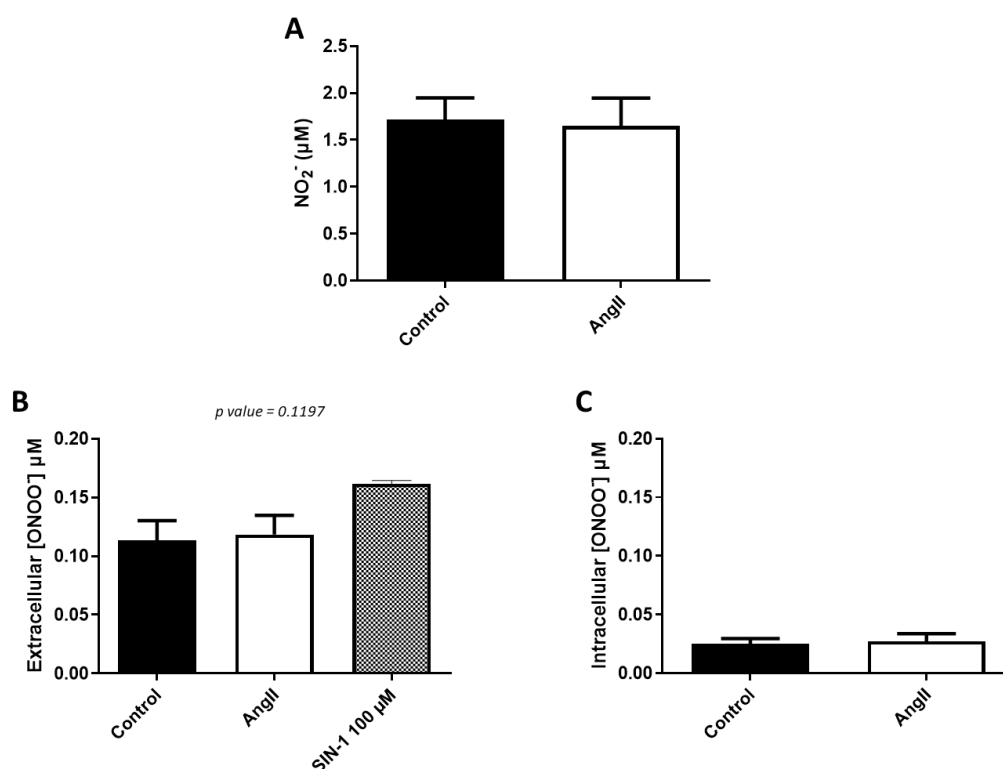 A
NO₂⁻ (µM)
2.5
2.0
1.5
1.0
0.5
0.0
Control
AngII
B
p value = 0.1197
Extracellular [ONOO⁻] µM
0.20
0.15
0.10
0.05
0.00
Control
AngII
SIN-1 100 µM
C
Intracellular [ONOO⁻] µM
0.20
0.15
0.10
0.05
0.00
Control
AngII